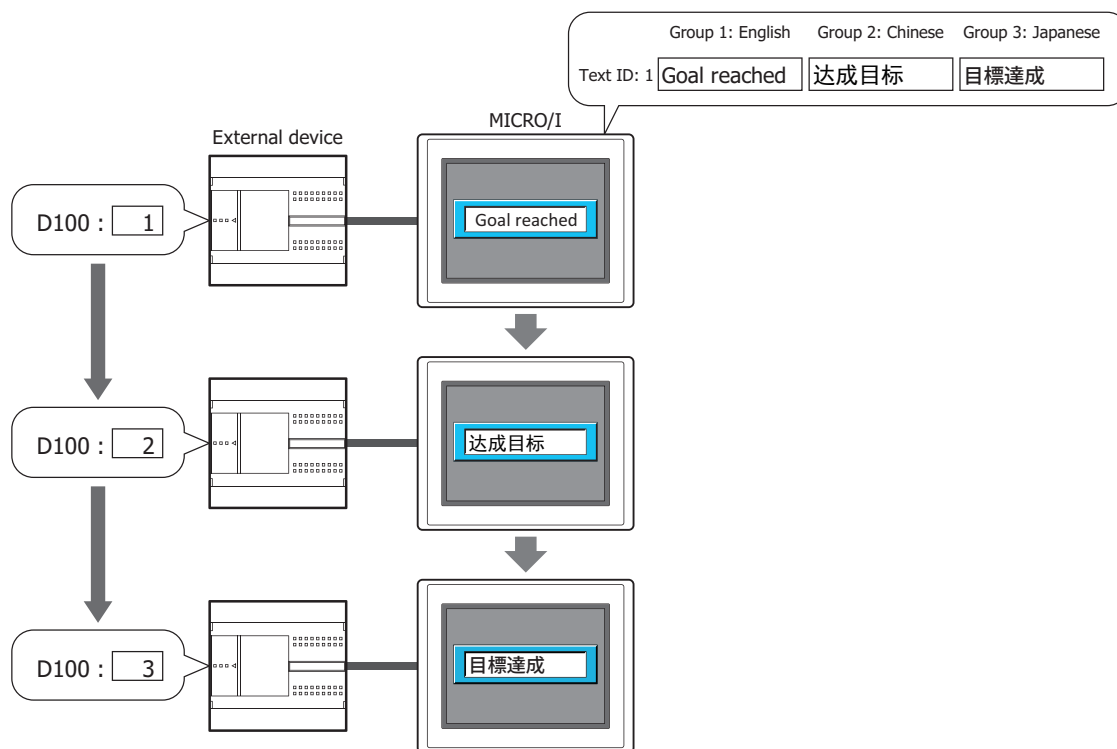 Group 1: English Group 2: Chinese Group 3: Japanese
Text ID: 1 Goal reached 达成目标 目標達成
MICRO/I
External device
D100 : 1
Goal reached
D100 : 2
达成目标
D100 : 3
目標達成